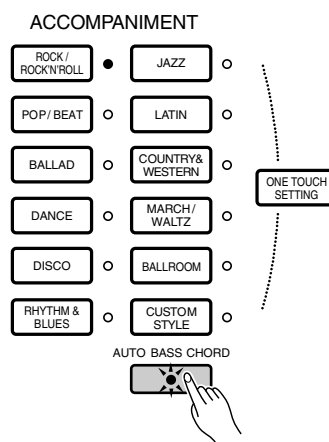 ACCOMPANIMENT
ROCK /
ROCK'N'ROLL
JAZZ
POP / BEAT
LATIN
BALLAD
COUNTRY&
WESTERN
ONE TOUCH
SETTING
DANCE
MARCH /
WALTZ
DISCO
BALLROOM
RHYTHM &
BLUES
CUSTOM
STYLE
AUTO BASS CHORD